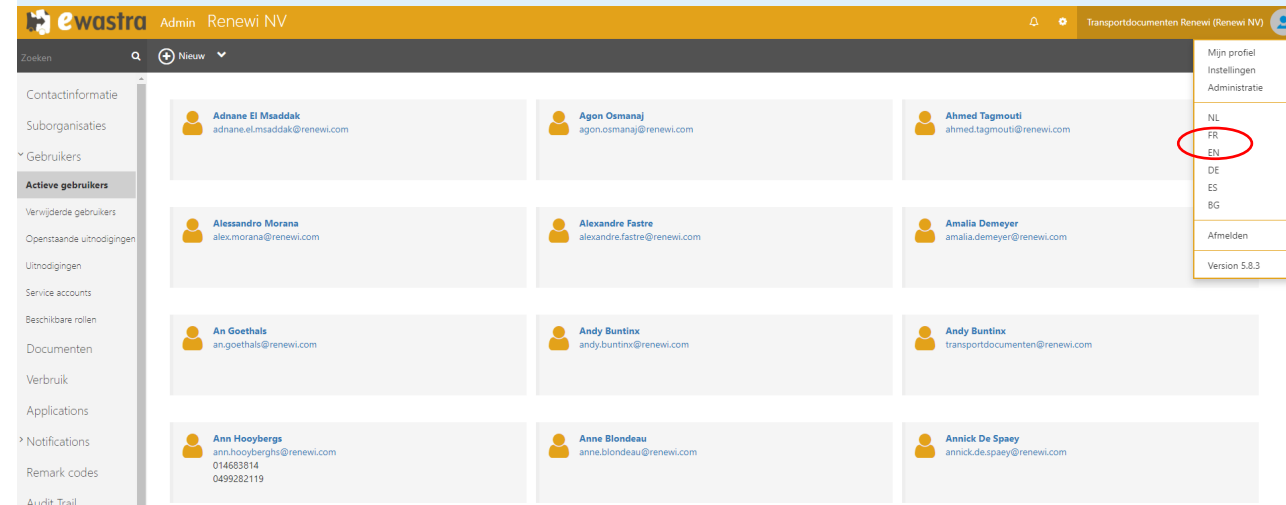 ewastra Admin Renewi NV
Transportdocumenten Renewi (Renewi NV)
Zoeken
Nieuw
Mijn profiel
Instellingen
Administratie
NL
FR
EN
DE
ES
BG
Afmelden
Version 5.8.3
Contactinformatie
Suborganisaties
Gebruikers
Actieve gebruikers
Verwijderde gebruikers
Openstaande uitnodigingen
Uitnodigingen
Service accounts
Beschikbare rollen
Documenten
Verbruik
Applications
Notifications
Remark codes
Audit Trail
Adnane El Msaddak
adnane.el.msaddak@renewi.com
Agon Osmanaj
agon.osmanaj@renewi.com
Ahmed Tagmouti
ahmed.tagmouti@renewi.com
Alessandro Morana
alex.morana@renewi.com
Alexandre Fastre
alexandre.fastre@renewi.com
Amalia Demeyer
amalia.demeyer@renewi.com
An Goethals
an.goethals@renewi.com
Andy Buntinx
andy.buntinx@renewi.com
Andy Buntinx
transportdocumenten@renewi.com
Ann Hooybergs
ann.hooyberghs@renewi.com
014683814
0499282119
Anne Blondeau
anne.blondeau@renewi.com
Annick De Spaey
annick.de.spaey@renewi.com